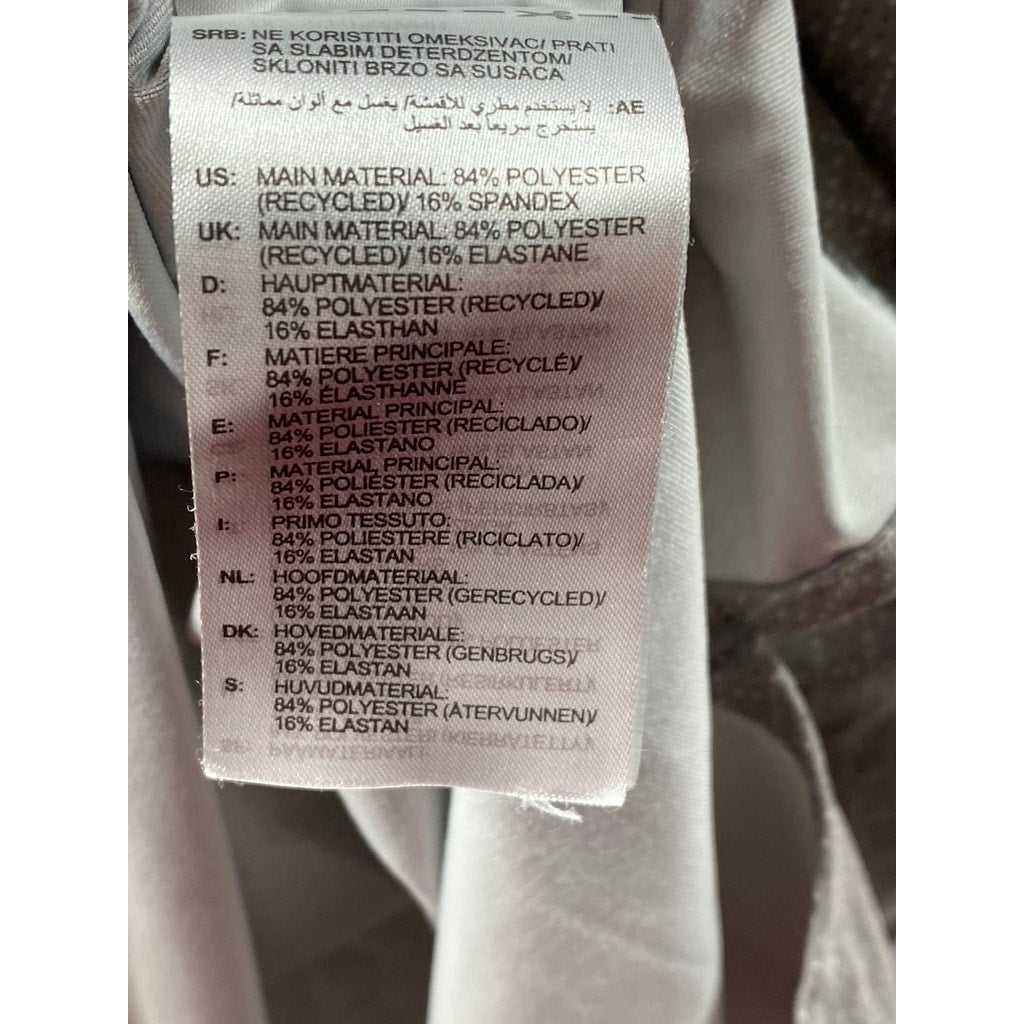 SRB: NE KORISTITI OMEKSIVAC/ PRATI
SA SLABIM DETERDZENTOM/
SKLONITI BRZO SA SUSACA
AE: لا يستخدم مطري للأقمشة/ يغسل مع ألوان مماثلة/
يستخرج سريعا بعد الغسيل
US: MAIN MATERIAL: 84% POLYESTER
(RECYCLED)/ 16% SPANDEX
UK: MAIN MATERIAL: 84% POLYESTER
(RECYCLED)/ 16% ELASTANE
D: HAUPTMATERIAL:
84% POLYESTER (RECYCLED)/
16% ELASTHAN
F: MATIERE PRINCIPALE:
84% POLYESTER (RECYCLÉ)/
16% ÉLASTHANNE
E: MATERIAL PRINCIPAL:
84% POLIESTER (RECICLADO)/
16% ELASTANO
P: MATERIAL PRINCIPAL:
84% POLIÉSTER (RECICLADA)/
16% ELASTANO
I: PRIMO TESSUTO:
84% POLIESTERE (RICICLATO)/
16% ELASTAN
NL: HOOFDMATERIAAL:
84% POLYESTER (GERECYCLED)/
16% ELASTAAN
DK: HOVEDMATERIALE:
84% POLYESTER (GENBRUGS)/
16% ELASTAN
S: HUVUDMATERIAL:
84% POLYESTER (ÅTERVUNNEN)/
16% ELASTAN